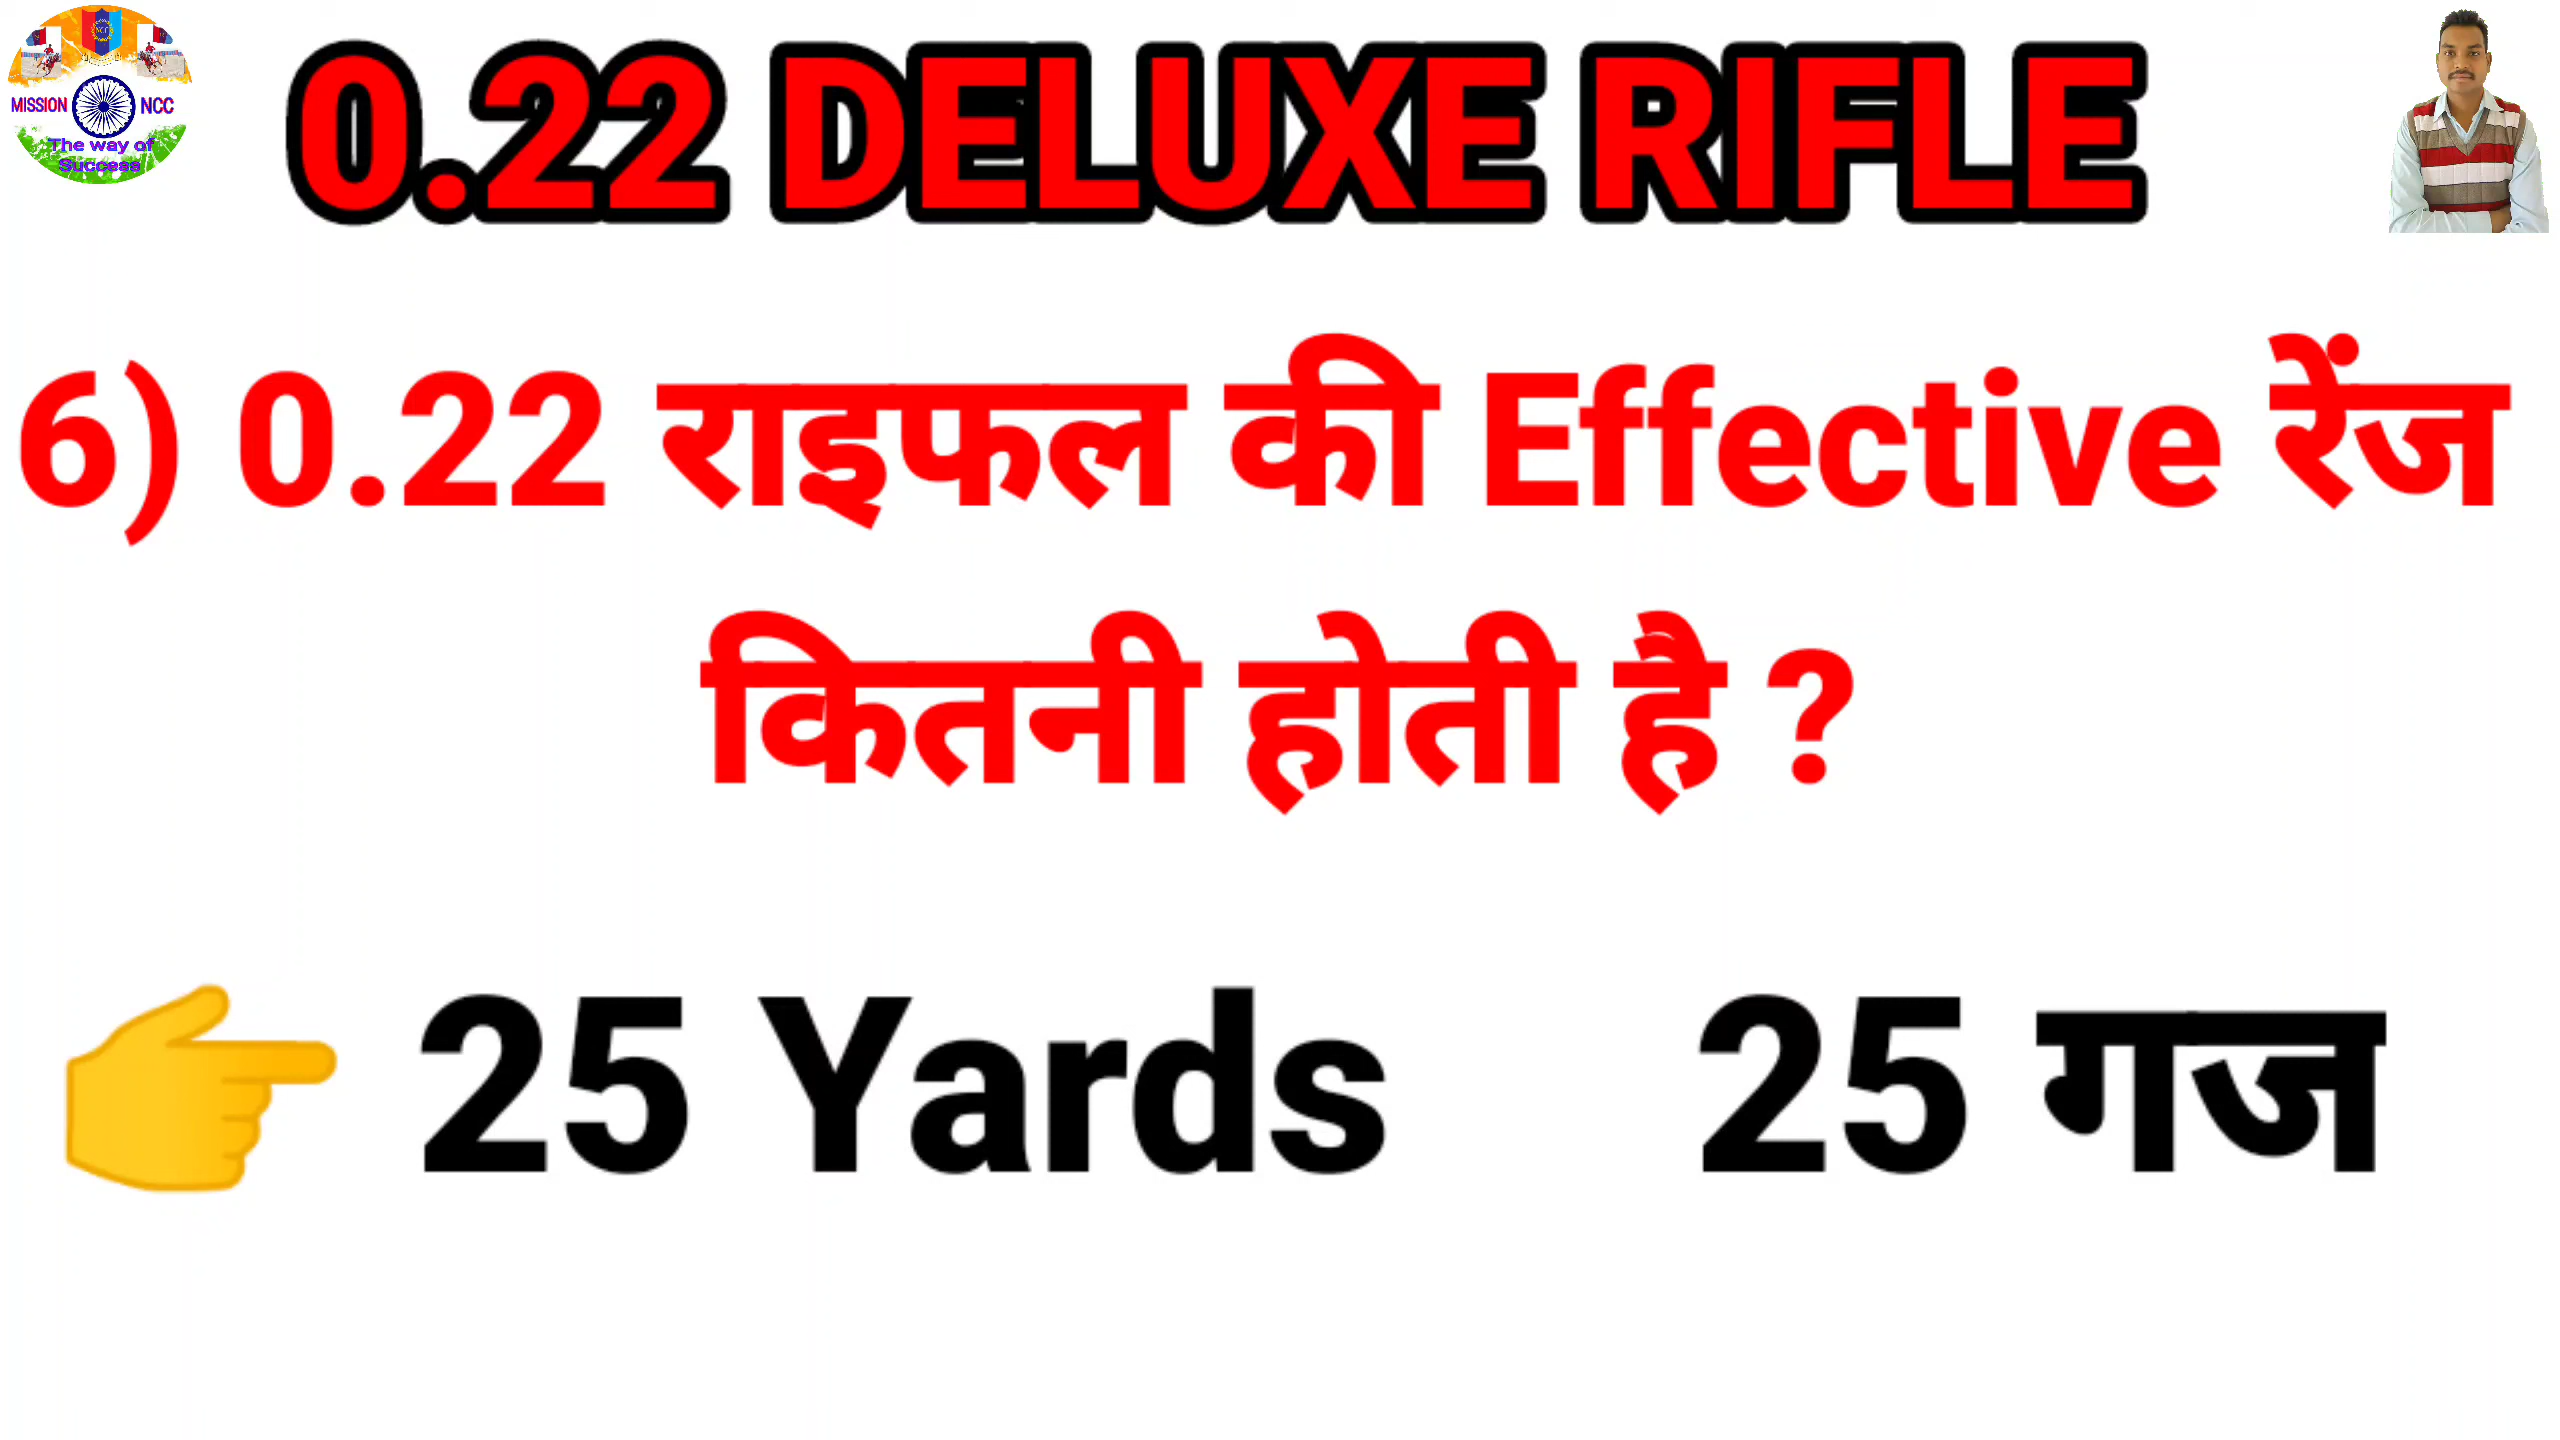 MISSION NCC
The way of
Success
0.22 DELUXE RIFLE
6) 0.22 राइफल की Effective रेंज
कितनी होती है ?
👉 25 Yards 25 गज